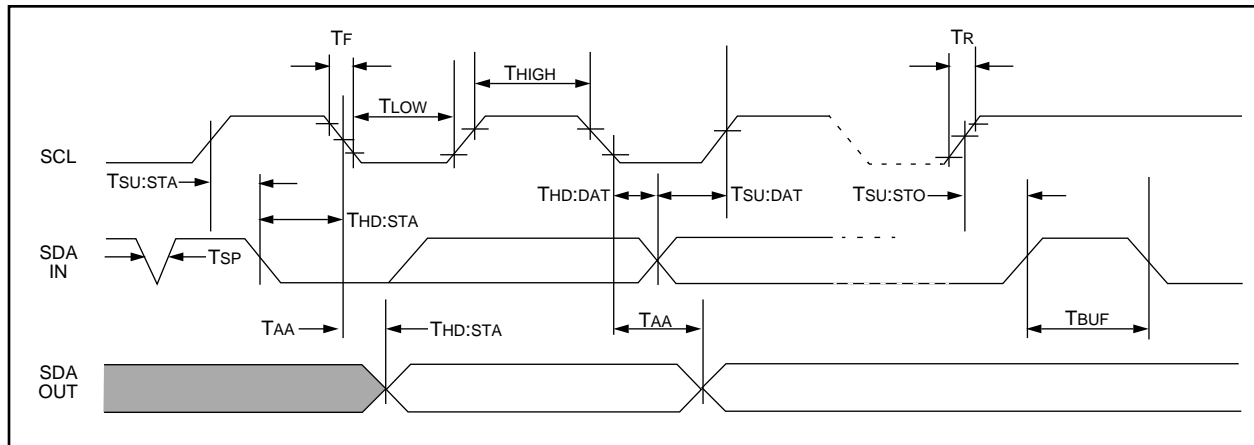 TF
TR
THIGH
TLOW
SCL
TSU:STA
THD:DAT
TSU:DAT
TSU:STO
THD:STA
SDA
IN
TSP
TAA
THD:STA
TAA
TBUF
SDA
OUT